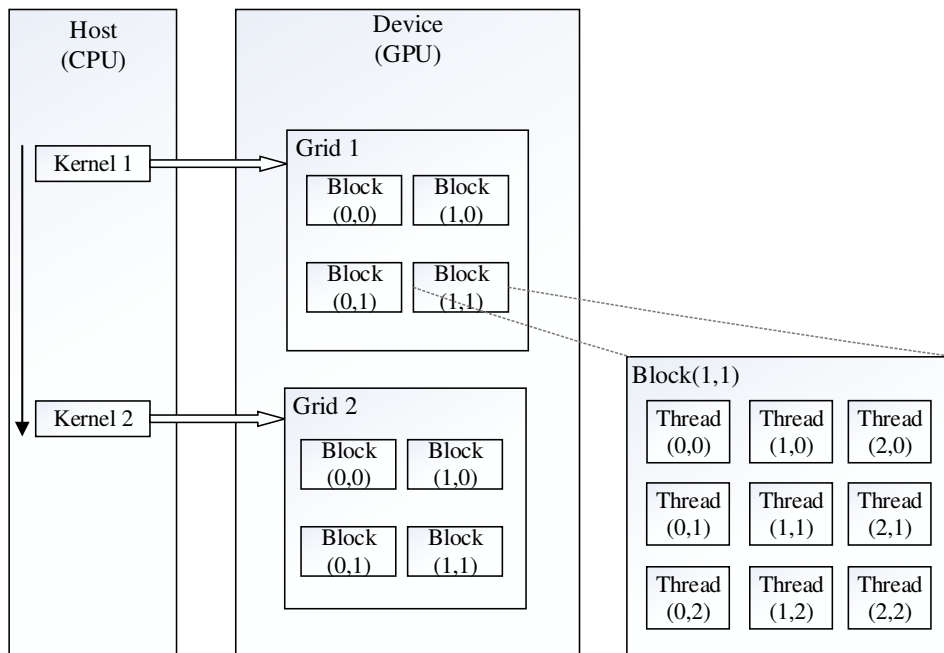 Host
(CPU)
Device
(GPU)
Kernel 1
Grid 1
Block
(0,0)
Block
(1,0)
Block
(0,1)
Block
(1,1)
Kernel 2
Grid 2
Block
(0,0)
Block
(1,0)
Block
(0,1)
Block
(1,1)
Block(1,1)
Thread
(0,0)
Thread
(1,0)
Thread
(2,0)
Thread
(0,1)
Thread
(1,1)
Thread
(2,1)
Thread
(0,2)
Thread
(1,2)
Thread
(2,2)